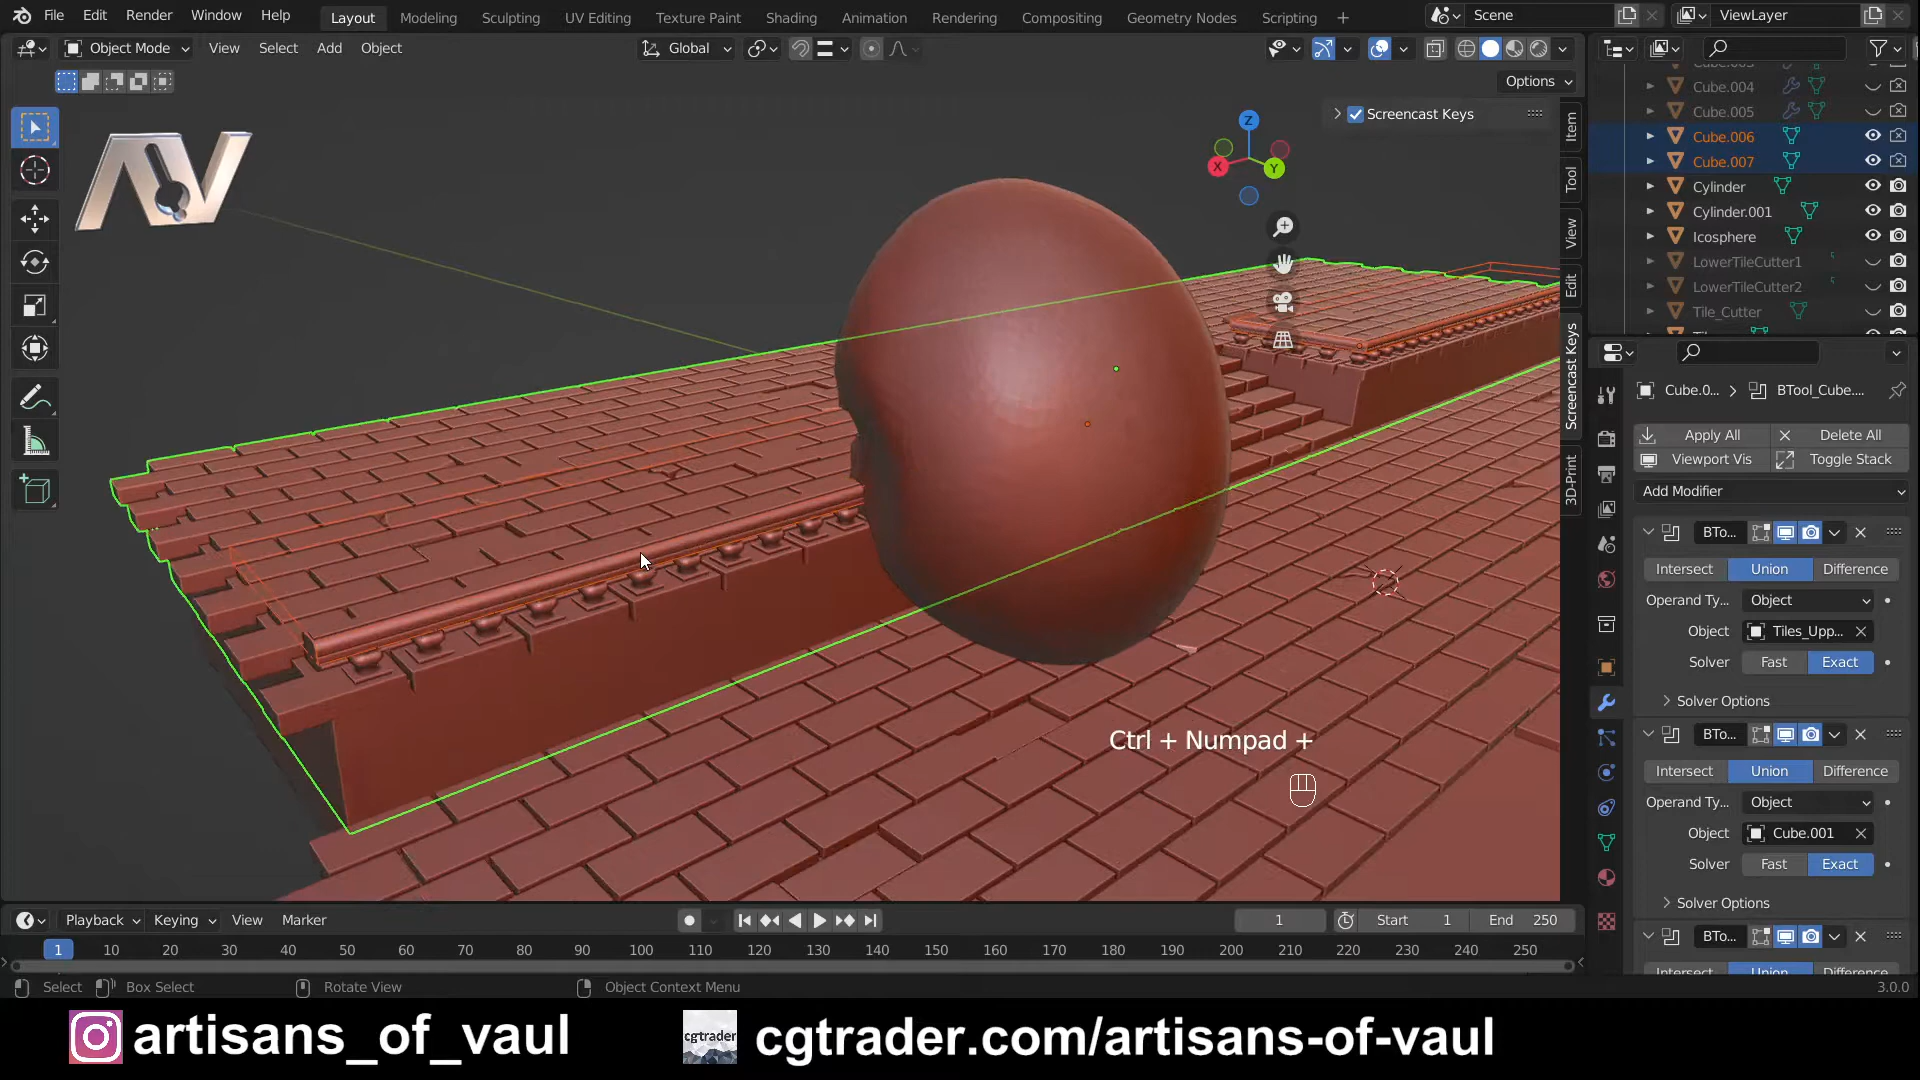 File Edit Render Window Help Layout Modeling Sculpting UV Editing Texture Paint Shading Animation Rendering Compositing Geometry Nodes Scripting + Scene ViewLayer
Object Mode View Select Add Object Global
Options
Screencast Keys
Item
Tool
View
Edit
Screencast Keys
3D-Print
X
Y
Z
AV
Cube.004
Cube.005
Cube.006
Cube.007
Cylinder
Cylinder.001
Icosphere
LowerTileCutter1
LowerTileCutter2
Tile_Cutter
Cube.0... > BTool_Cube....
Apply All Delete All
Viewport Vis Toggle Stack
Add Modifier
BTo...
Intersect Union Difference
Operand Ty... Object
Object Tiles_Upp...
Solver Fast Exact
Solver Options
BTo...
Intersect Union Difference
Operand Ty... Object
Object Cube.001
Solver Fast Exact
Solver Options
BTo...
Intersect Union Difference
Ctrl + Numpad +
Playback Keying View Marker 1 Start 1 End 250
1 10 20 30 40 50 60 70 80 90 100 110 120 130 140 150 160 170 180 190 200 210 220 230 240 250
Select Box Select Rotate View Object Context Menu 3.0.0
artisans_of_vaul cgtrader cgtrader.com/artisans-of-vaul